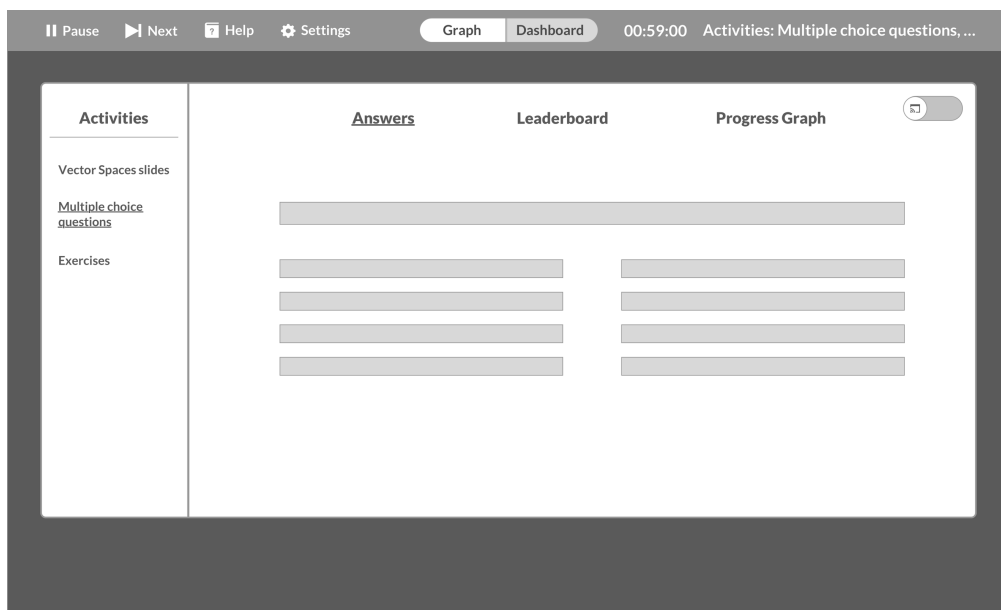 Pause Next ? Help Settings Graph Dashboard 00:59:00 Activities: Multiple choice questions, ...
Activities
Answers Leaderboard Progress Graph
Vector Spaces slides
Multiple choice
questions
Exercises